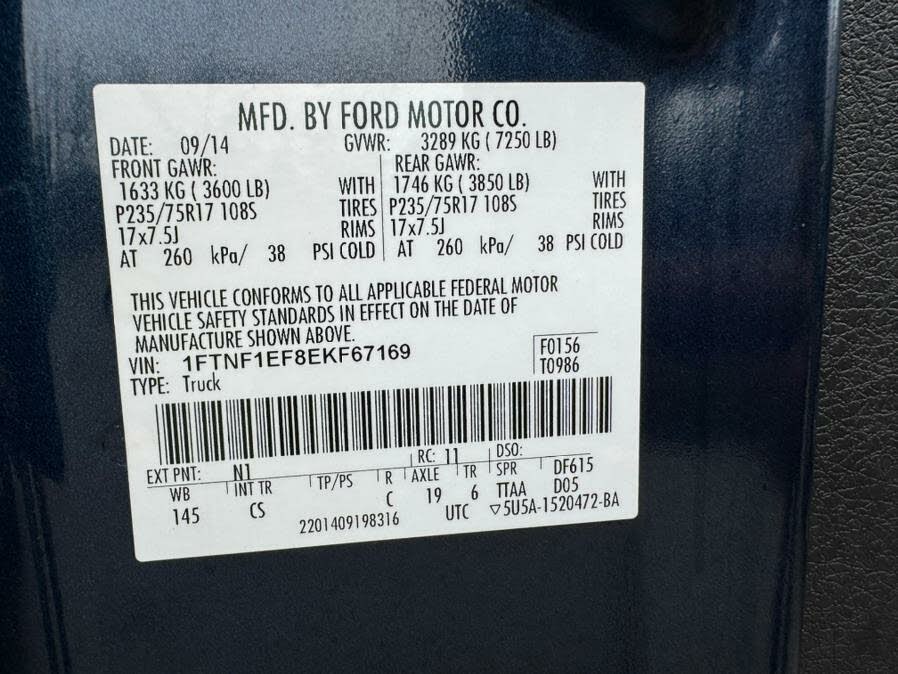 MFD. BY FORD MOTOR CO.
DATE: 09/14 GVWR: 3289 KG ( 7250 LB)
FRONT GAWR: REAR GAWR:
1633 KG ( 3600 LB) WITH 1746 KG ( 3850 LB) WITH
P235/75R17 108S TIRES P235/75R17 108S TIRES
17x7.5J RIMS 17x7.5J RIMS
AT 260 kPa/ 38 PSI COLD AT 260 kPa/ 38 PSI COLD
THIS VEHICLE CONFORMS TO ALL APPLICABLE FEDERAL MOTOR
VEHICLE SAFETY STANDARDS IN EFFECT ON THE DATE OF
MANUFACTURE SHOWN ABOVE.
VIN: 1FTNF1EF8EKF67169 F0156
TYPE: Truck T0986
EXT PNT: N1 RC: 11 DSO:
WB INT TR TP/PS R AXLE TR SPR DF615
145 CS C 19 6 TTAA D05
2201409198316 UTC ▽5U5A-1520472-BA